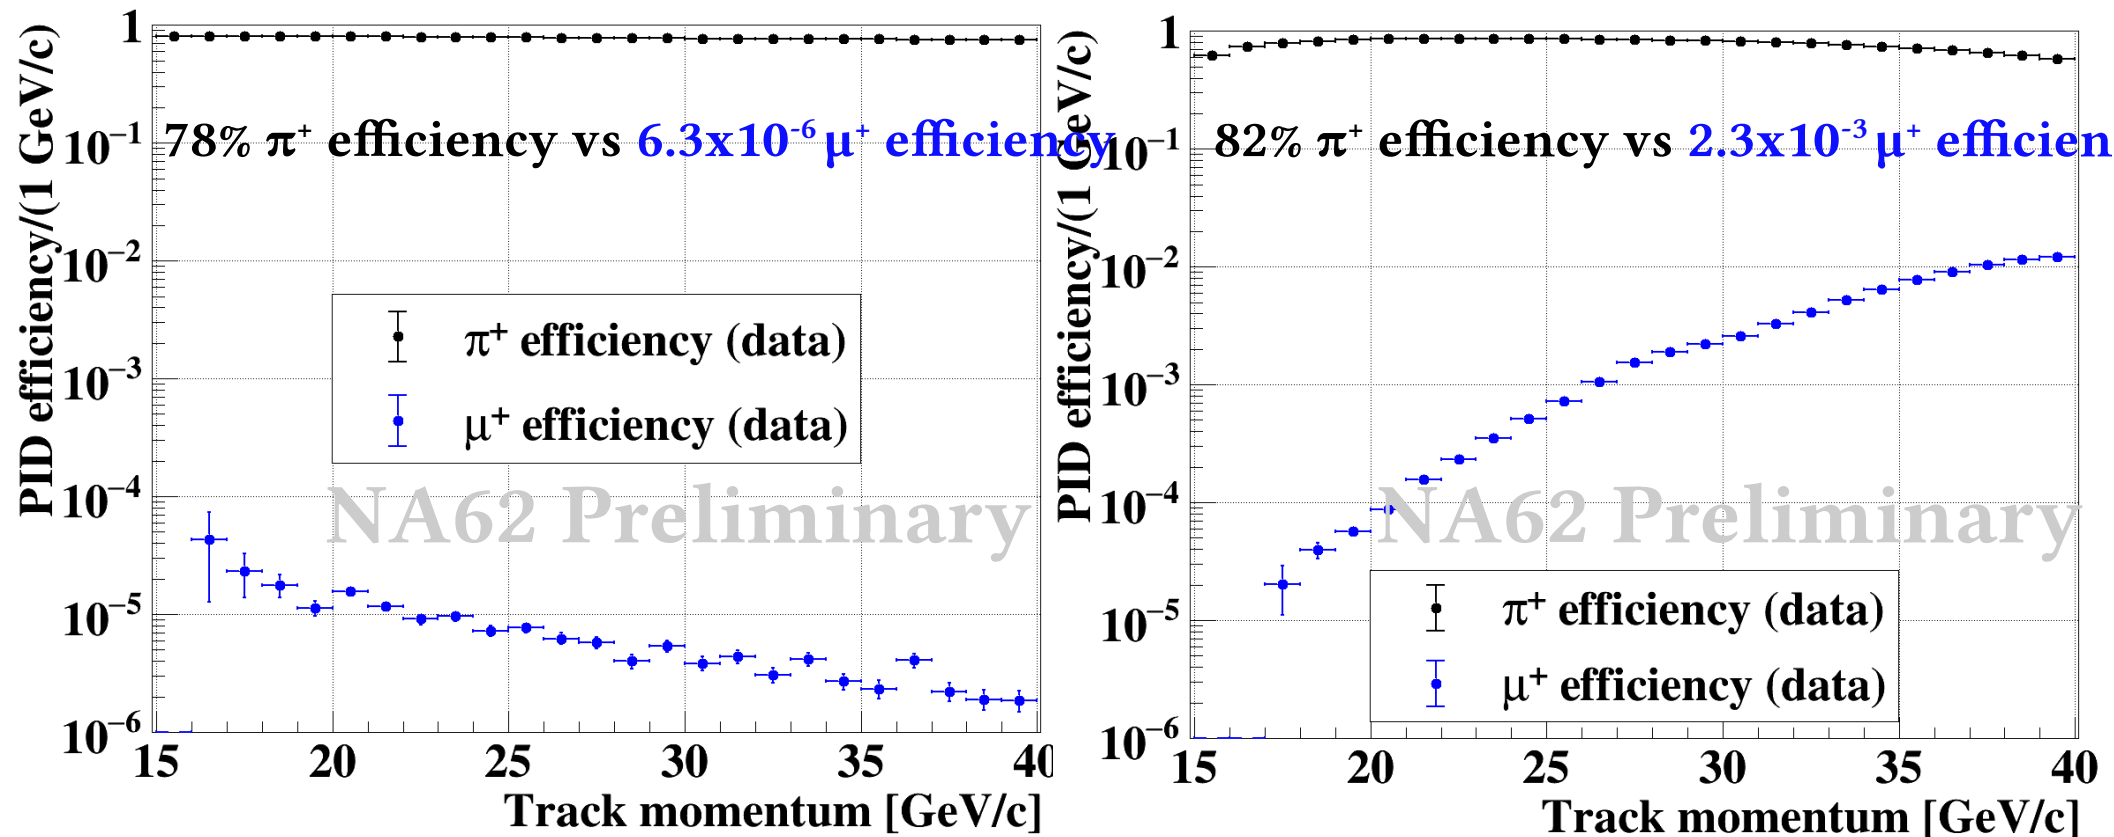 PID efficiency/(1 GeV/c)
1
10⁻¹
10⁻²
10⁻³
10⁻⁴
10⁻⁵
10⁻⁶
78% π⁺ efficiency vs 6.3x10⁻⁶ μ⁺ efficiency
π⁺ efficiency (data)
μ⁺ efficiency (data)
NA62 Preliminary
15 20 25 30 35 40
Track momentum [GeV/c]
PID efficiency/(1 GeV/c)
1
10⁻¹
10⁻²
10⁻³
10⁻⁴
10⁻⁵
10⁻⁶
82% π⁺ efficiency vs 2.3x10⁻³ μ⁺ efficien
NA62 Preliminary
π⁺ efficiency (data)
μ⁺ efficiency (data)
15 20 25 30 35 40
Track momentum [GeV/c]